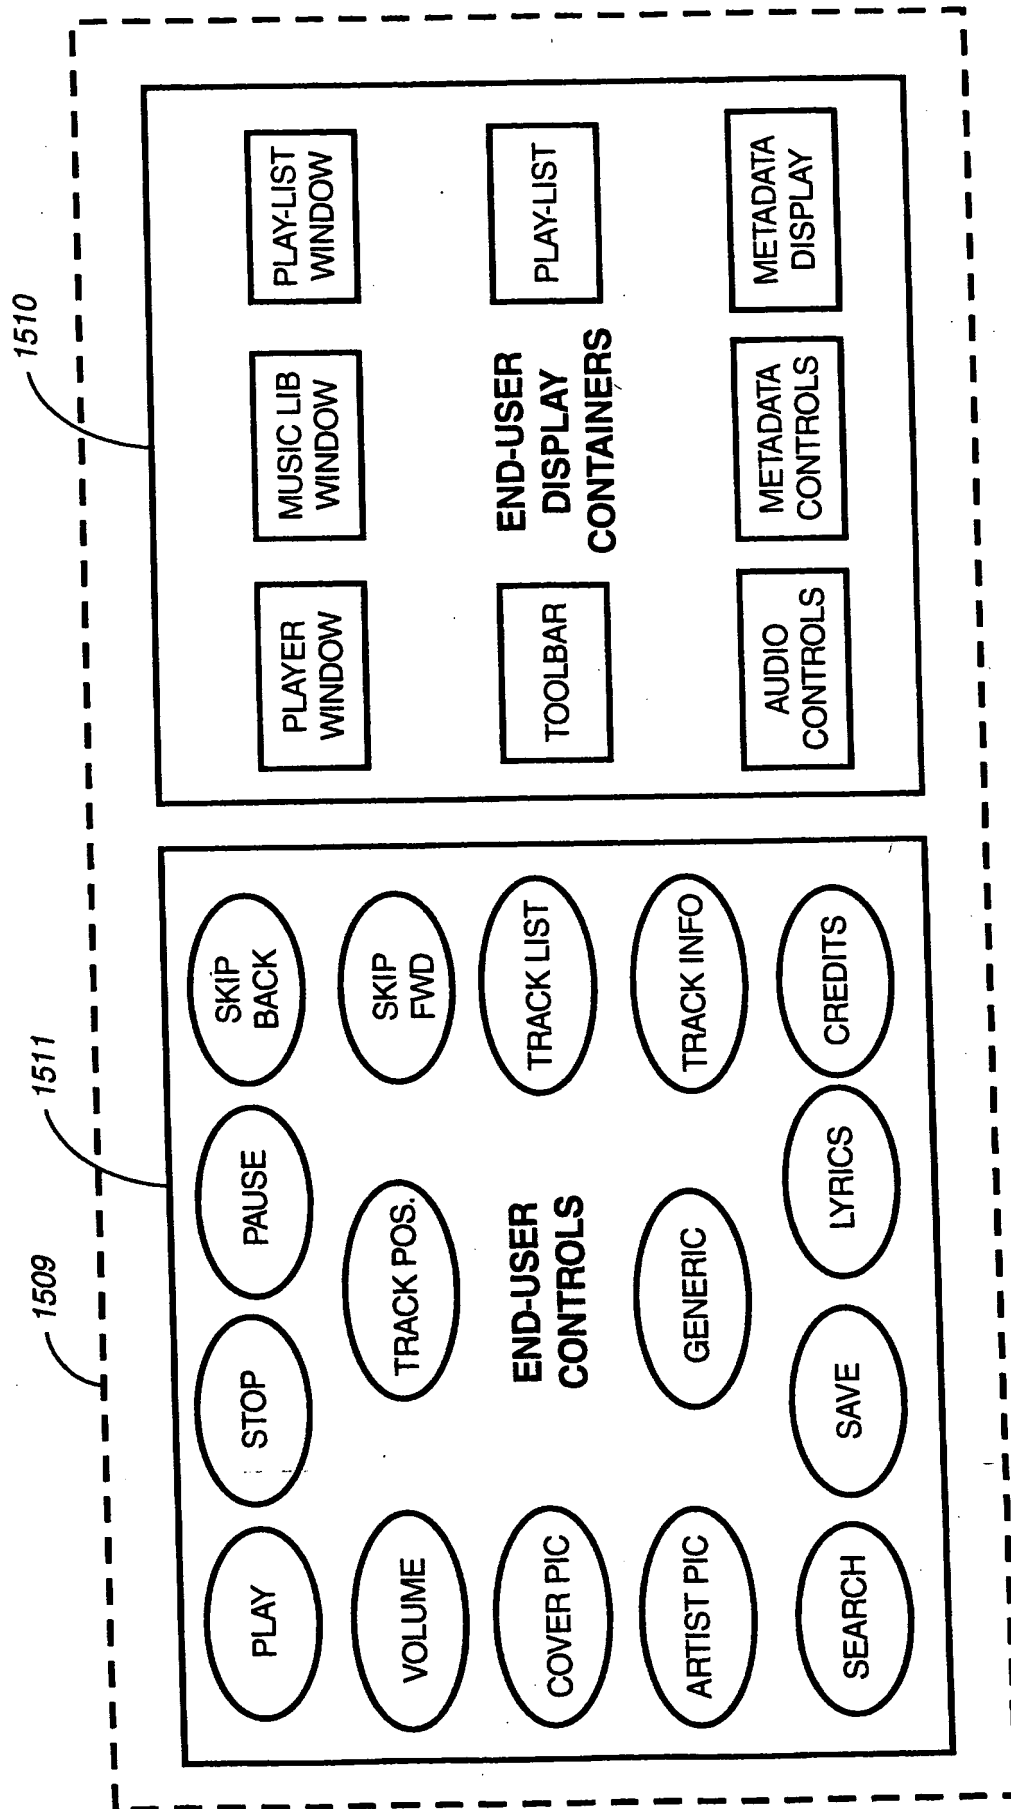 1509
1511
1510
PLAY
STOP
PAUSE
SKIP
BACK
VOLUME
TRACK POS.
SKIP
FWD
COVER PIC
END-USER
CONTROLS
TRACK LIST
ARTIST PIC
GENERIC
TRACK INFO
SEARCH
SAVE
LYRICS
CREDITS
PLAYER
WINDOW
MUSIC LIB
WINDOW
PLAY-LIST
WINDOW
TOOLBAR
END-USER
DISPLAY
CONTAINERS
PLAY-LIST
AUDIO
CONTROLS
METADATA
CONTROLS
METADATA
DISPLAY